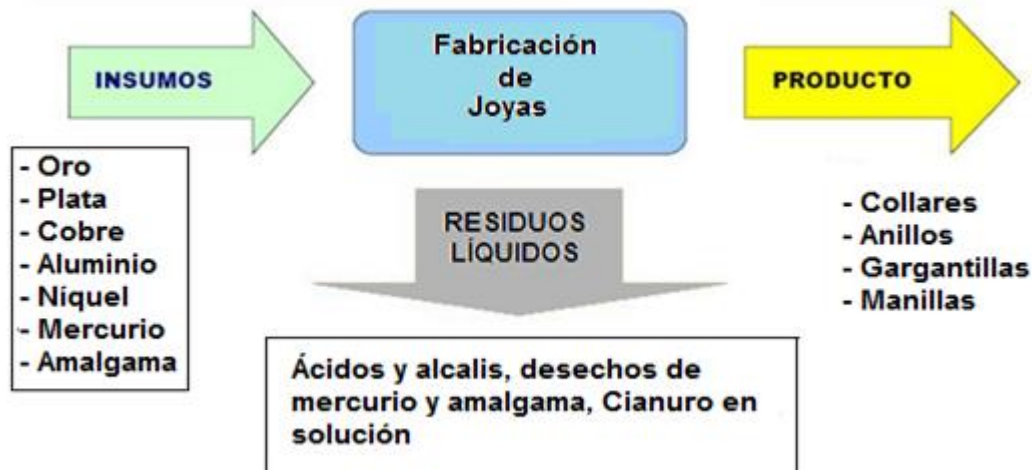 INSUMOS
Fabricación
de
Joyas
PRODUCTO
- Oro
- Plata
- Cobre
- Aluminio
- Níquel
- Mercurio
- Amalgama
RESIDUOS
LÍQUIDOS
- Collares
- Anillos
- Gargantillas
- Manillas
Ácidos y alcalis, desechos de
mercurio y amalgama, Cianuro en
solución